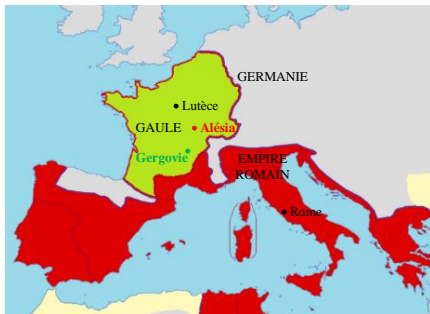 GERMANIE
Lutèce
GAULE
Alésia
Gergovie
EMPIRE
ROMAIN
Rome